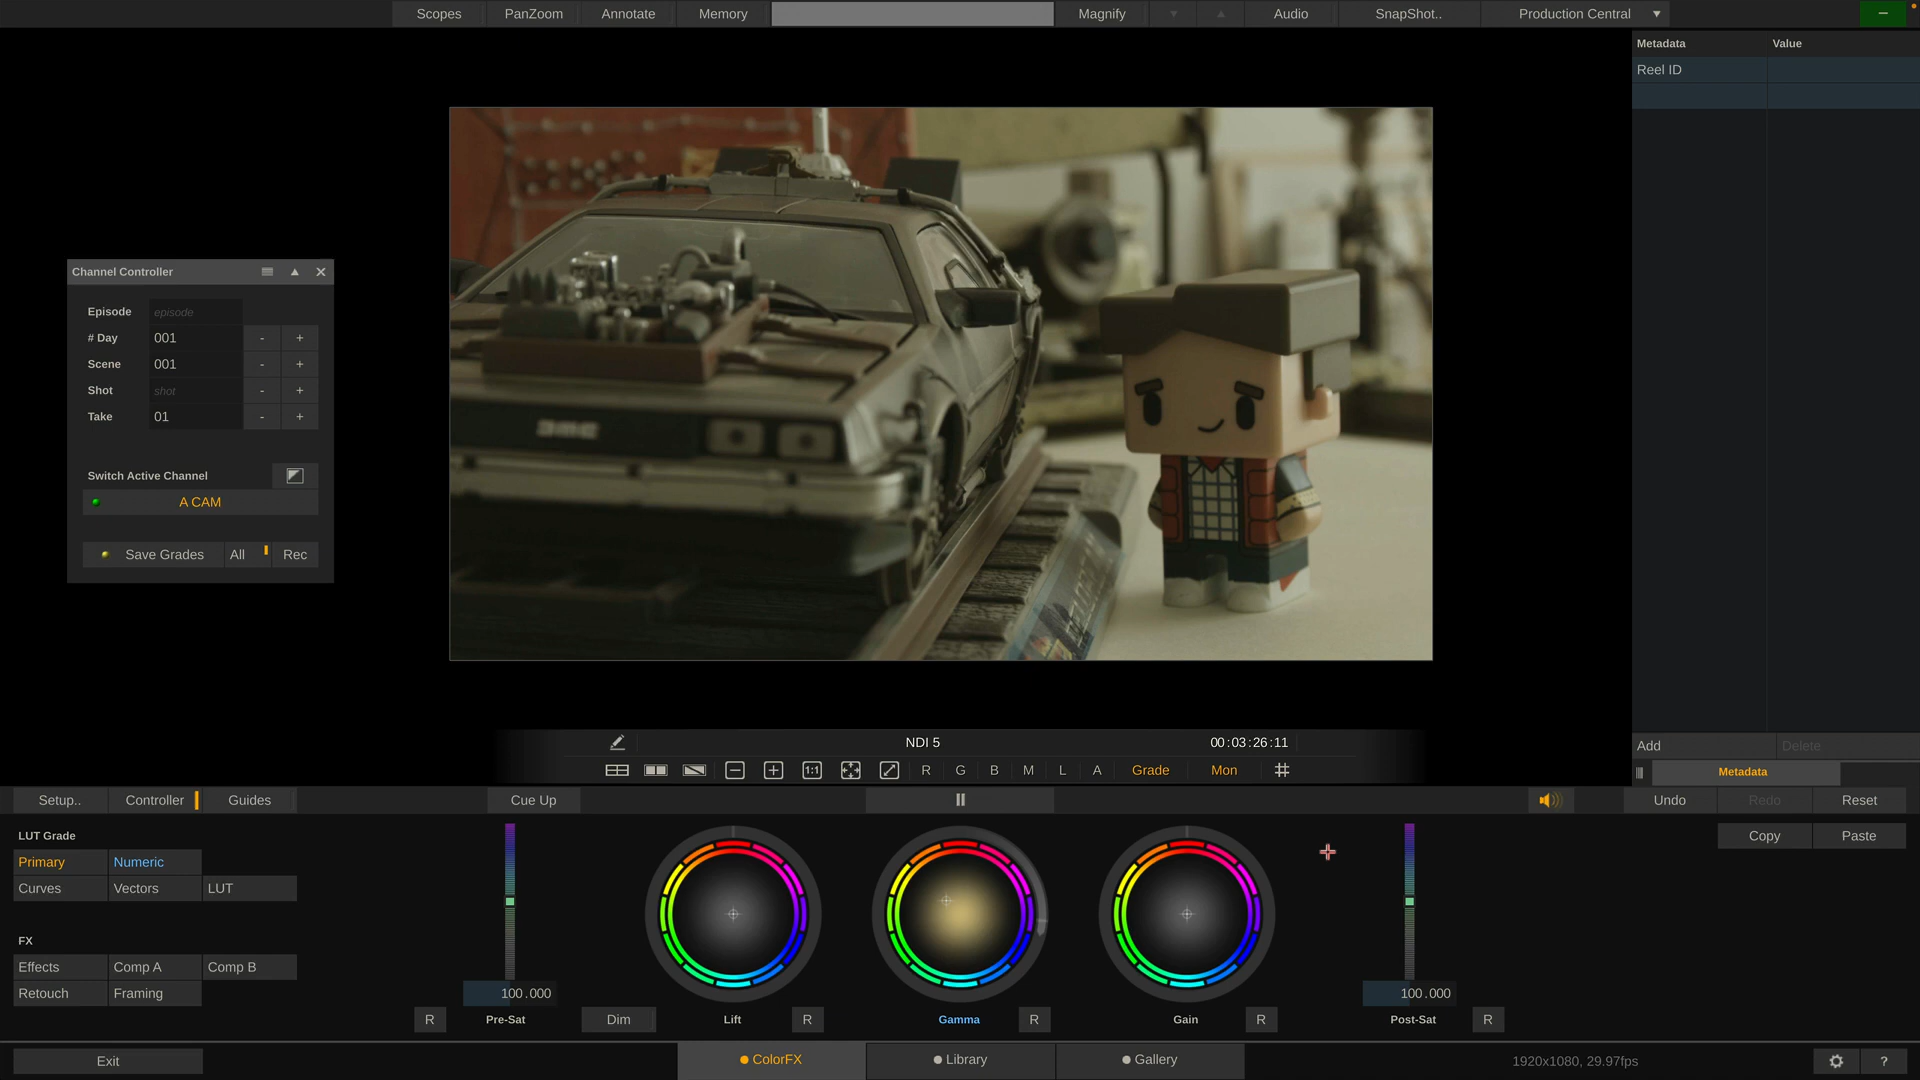 Scopes PanZoom Annotate Memory Magnify Audio SnapShot.. Production Central
Metadata Value
Reel ID
Channel Controller
Episode episode
# Day 001 - +
Scene 001 - +
Shot shot - +
Take 01 - +
Switch Active Channel
A CAM
Save Grades All Rec
NDI 5 00:03:26:11
1:1 R G B M L A Grade Mon
Add Delete
Metadata
Setup.. Controller Guides Cue Up Undo Redo Reset
Copy Paste
LUT Grade
Primary Numeric
Curves Vectors LUT
FX
Effects Comp A Comp B
Retouch Framing
100.000 100.000
R Pre-Sat Dim Lift R Gamma R Gain R Post-Sat R
Exit ColorFX Library Gallery 1920x1080, 29.97fps ?